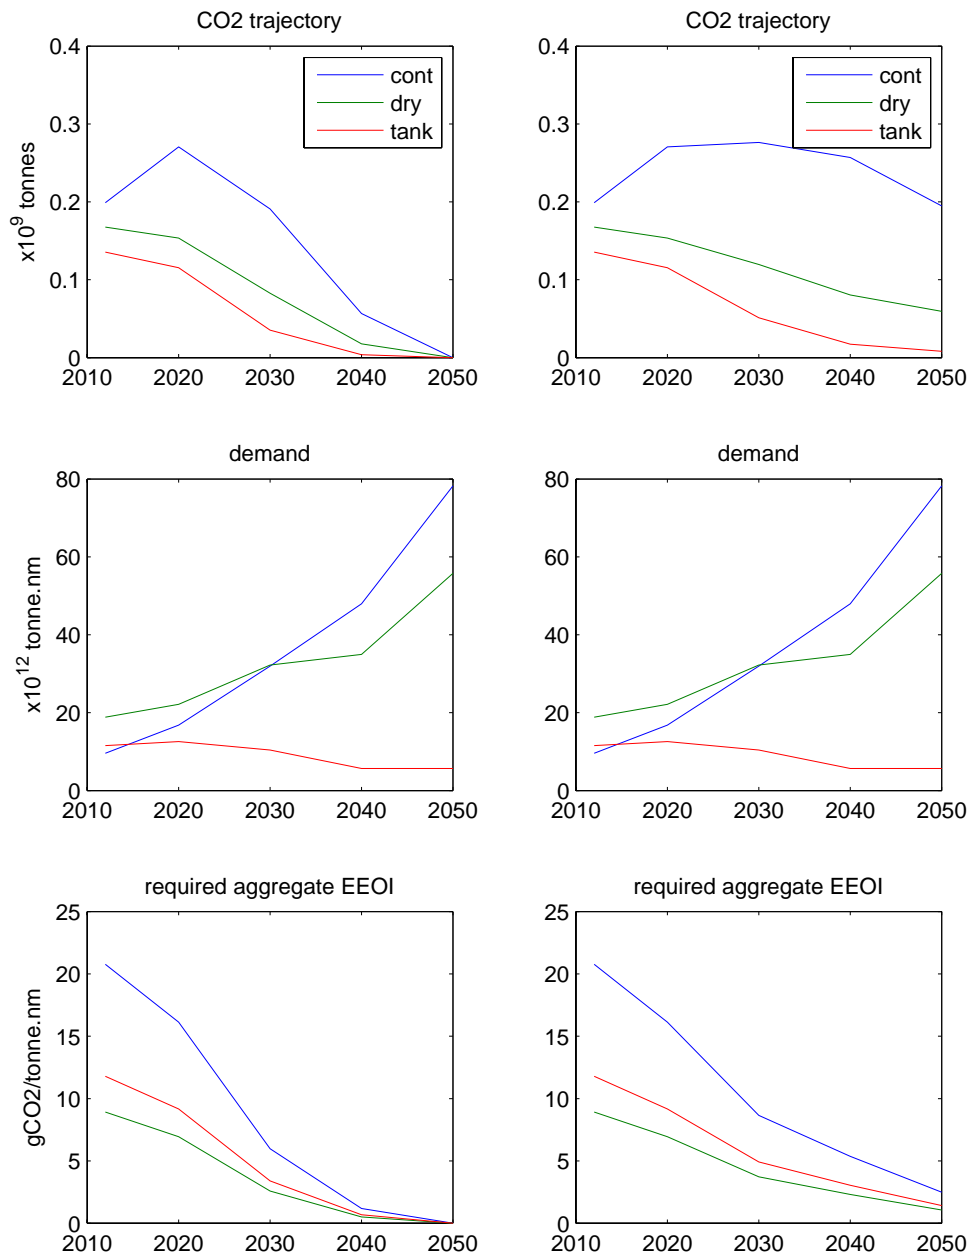 CO2 trajectory
0.4
0.3
0.2
0.1
0
x10^9 tonnes
cont
dry
tank
2010 2020 2030 2040 2050
CO2 trajectory
0.4
0.3
0.2
0.1
0
cont
dry
tank
2010 2020 2030 2040 2050
demand
80
60
40
20
0
x10^12 tonne.nm
2010 2020 2030 2040 2050
demand
80
60
40
20
0
2010 2020 2030 2040 2050
required aggregate EEOI
25
20
15
10
5
0
gCO2/tonne.nm
2010 2020 2030 2040 2050
required aggregate EEOI
25
20
15
10
5
0
2010 2020 2030 2040 2050